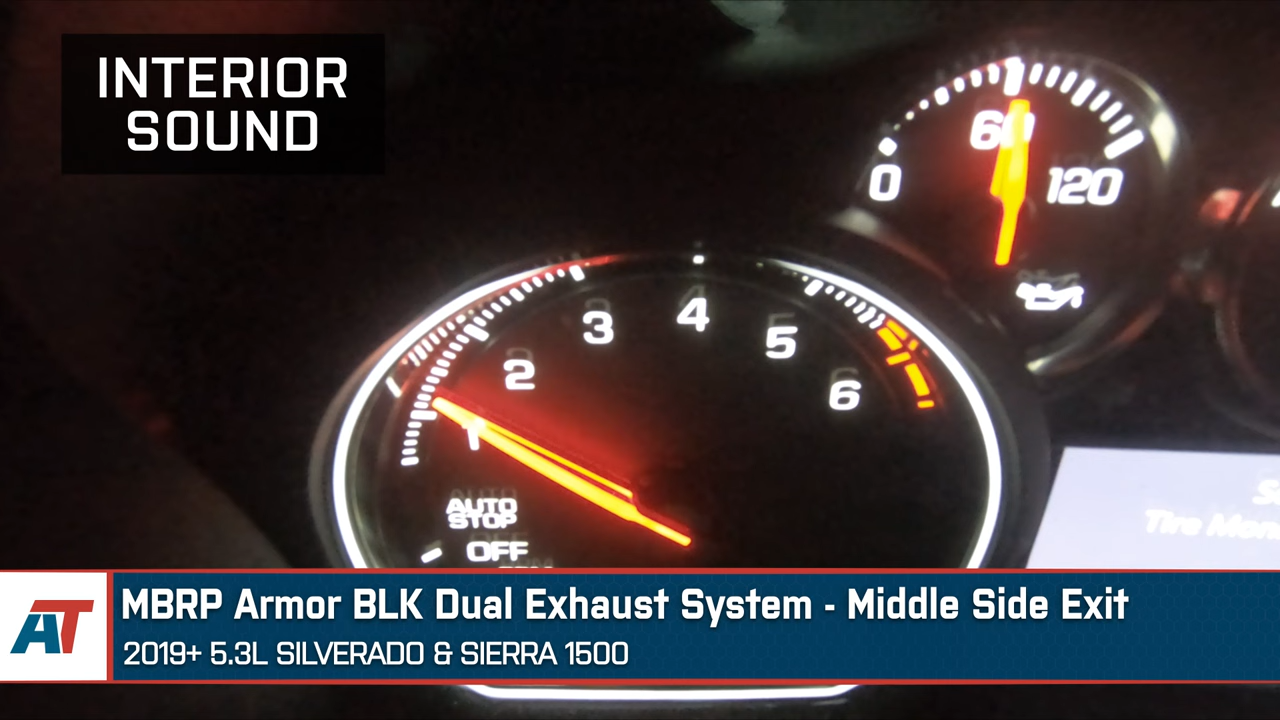 INTERIOR
SOUND
60
0
120
3
4
5
2
6
1
AUTO
STOP
OFF
AT
MBRP Armor BLK Dual Exhaust System - Middle Side Exit
2019+ 5.3L SILVERADO & SIERRA 1500